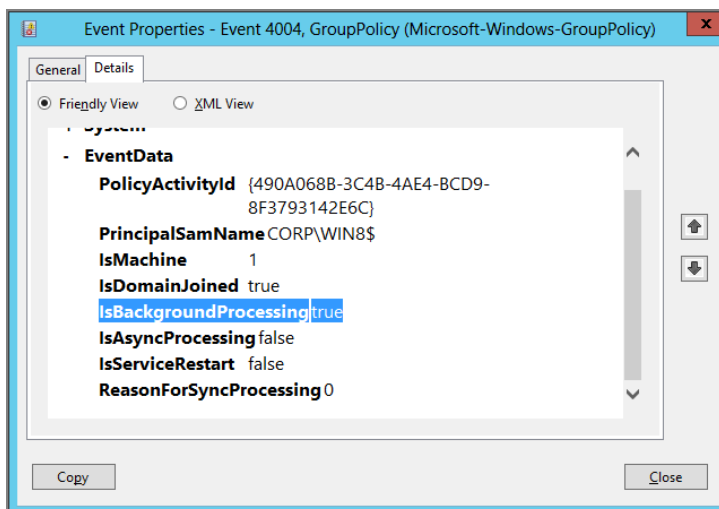 Event Properties - Event 4004, GroupPolicy (Microsoft-Windows-GroupPolicy)
x
General Details
Friendly View XML View
+ System
- EventData
PolicyActivityId {490A068B-3C4B-4AE4-BCD9-
8F3793142E6C}
PrincipalSamName CORP\WIN8$
IsMachine 1
IsDomainJoined true
IsBackgroundProcessing true
IsAsyncProcessing false
IsServiceRestart false
ReasonForSyncProcessing 0
Copy Close